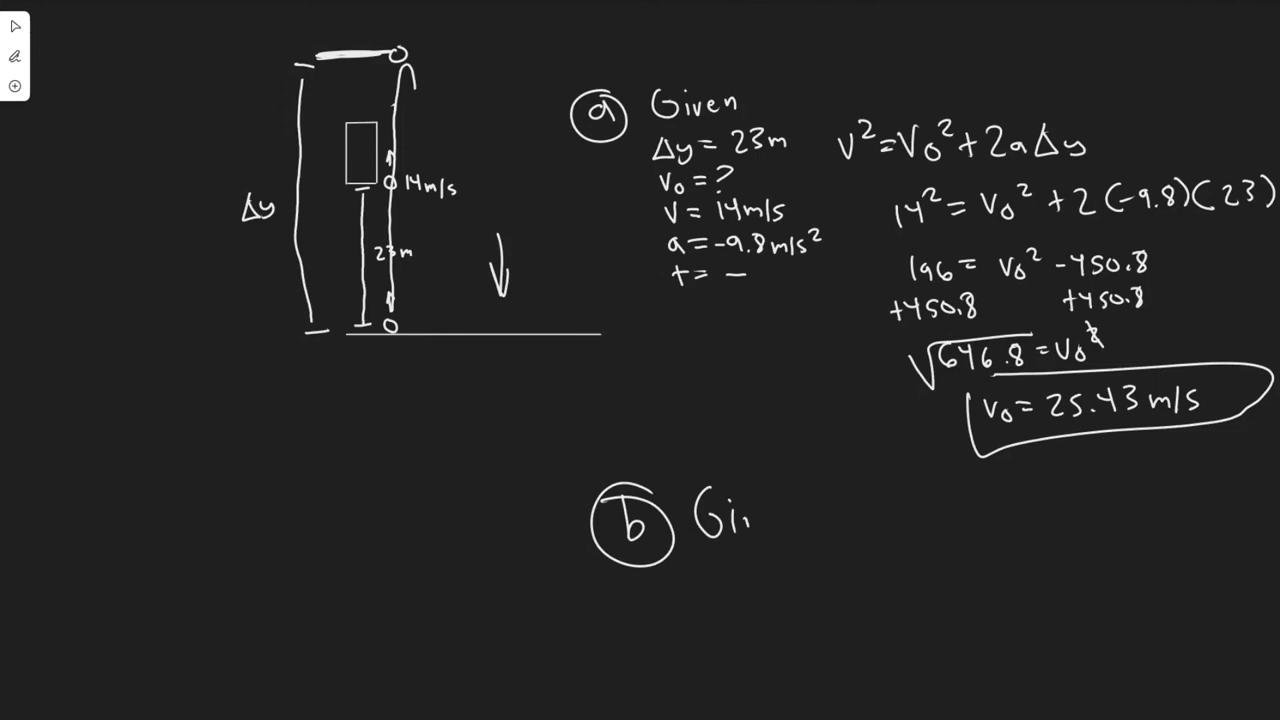 Δy
14m/s
23m
ⓐ Given
Δy = 23m
v₀ = ?
v = 14m/s
a = -9.8m/s²
t = —
v² = v₀² + 2aΔy
14² = v₀² + 2(-9.8)(23)
196 = v₀² - 450.8
+450.8 +450.8
√646.8 = v₀²
v₀ = 25.43 m/s
ⓑ Gi